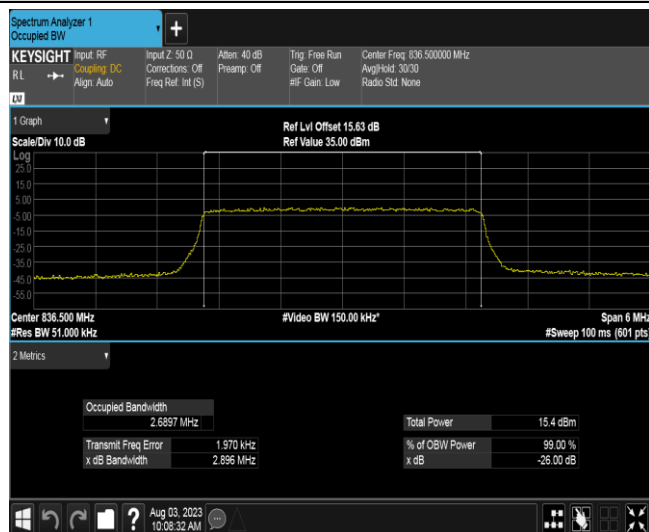 Spectrum Analyzer 1
Occupied BW
+
KEYSIGHT Input: RF Input Z: 50 Ω Atten: 40 dB Trig: Free Run Center Freq: 836.500000 MHz
RL Coupling: DC Corrections: Off Preamp: Off Gate: Off Avg|Hold: 30/30
Align: Auto Freq Ref: Int (S) #IF Gain: Low Radio Std: None
LXI
1 Graph
Ref Lvl Offset 15.63 dB
Scale/Div 10.0 dB Ref Value 35.00 dBm
Log
25.0
15.0
5.00
-5.00
-15.0
-25.0
-35.0
-45.0
-55.0
Center 836.500 MHz #Video BW 150.00 kHz* Span 6 MHz
#Res BW 51.000 kHz #Sweep 100 ms (601 pts)
2 Metrics
Occupied Bandwidth
2.6897 MHz Total Power 15.4 dBm
Transmit Freq Error 1.970 kHz % of OBW Power 99.00 %
x dB Bandwidth 2.896 MHz x dB -26.00 dB
? Aug 03, 2023
10:08:32 AM